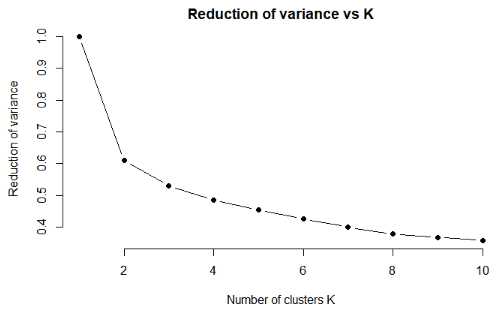 Reduction of variance vs K
Reduction of variance
1.0
0.9
0.8
0.7
0.6
0.5
0.4
2 4 6 8 10
Number of clusters K